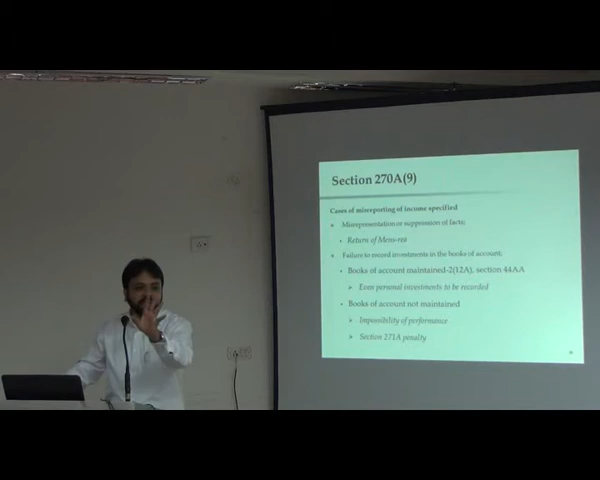 Section 270A(9)
Cases of misreporting of income specified
Misrepresentation or suppression of facts;
Return of Mens-rea
Failure to record investments in the books of account;
Books of account maintained-2(12A), section 44AA
Even personal investments to be recorded
Books of account not maintained
Impossibility of performance
Section 271A penalty